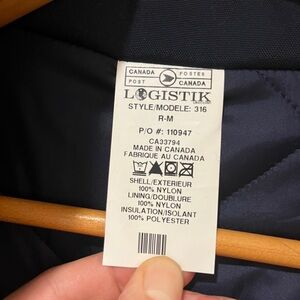 CANADA POSTES
POST CANADA
LOGISTIK
STYLE/MODELE: 316
R-M
P/O #: 110947
CA33794
MADE IN CANADA
FABRIQUE AU CANADA
SHELL/EXTERIEUR
100% NYLON
LINING/DOUBLURE
100% NYLON
INSULATION/ISOLANT
100% POLYESTER